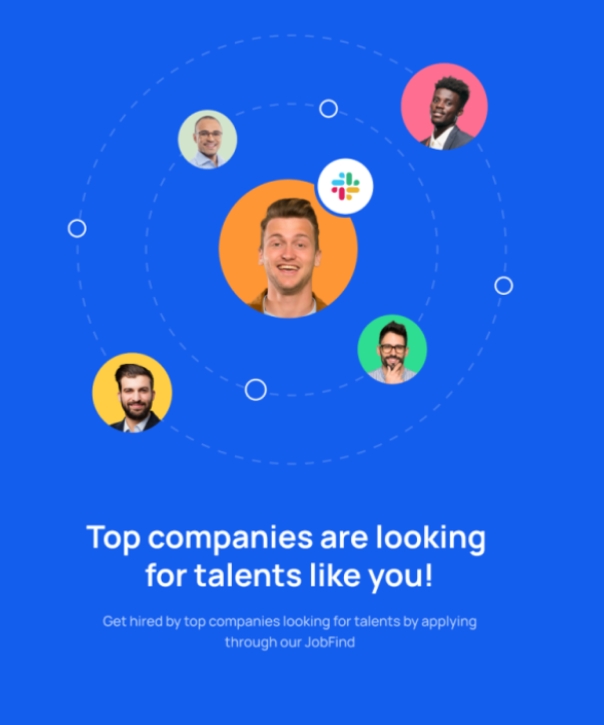 Top companies are looking
for talents like you!
Get hired by top companies looking for talents by applying
through our JobFind